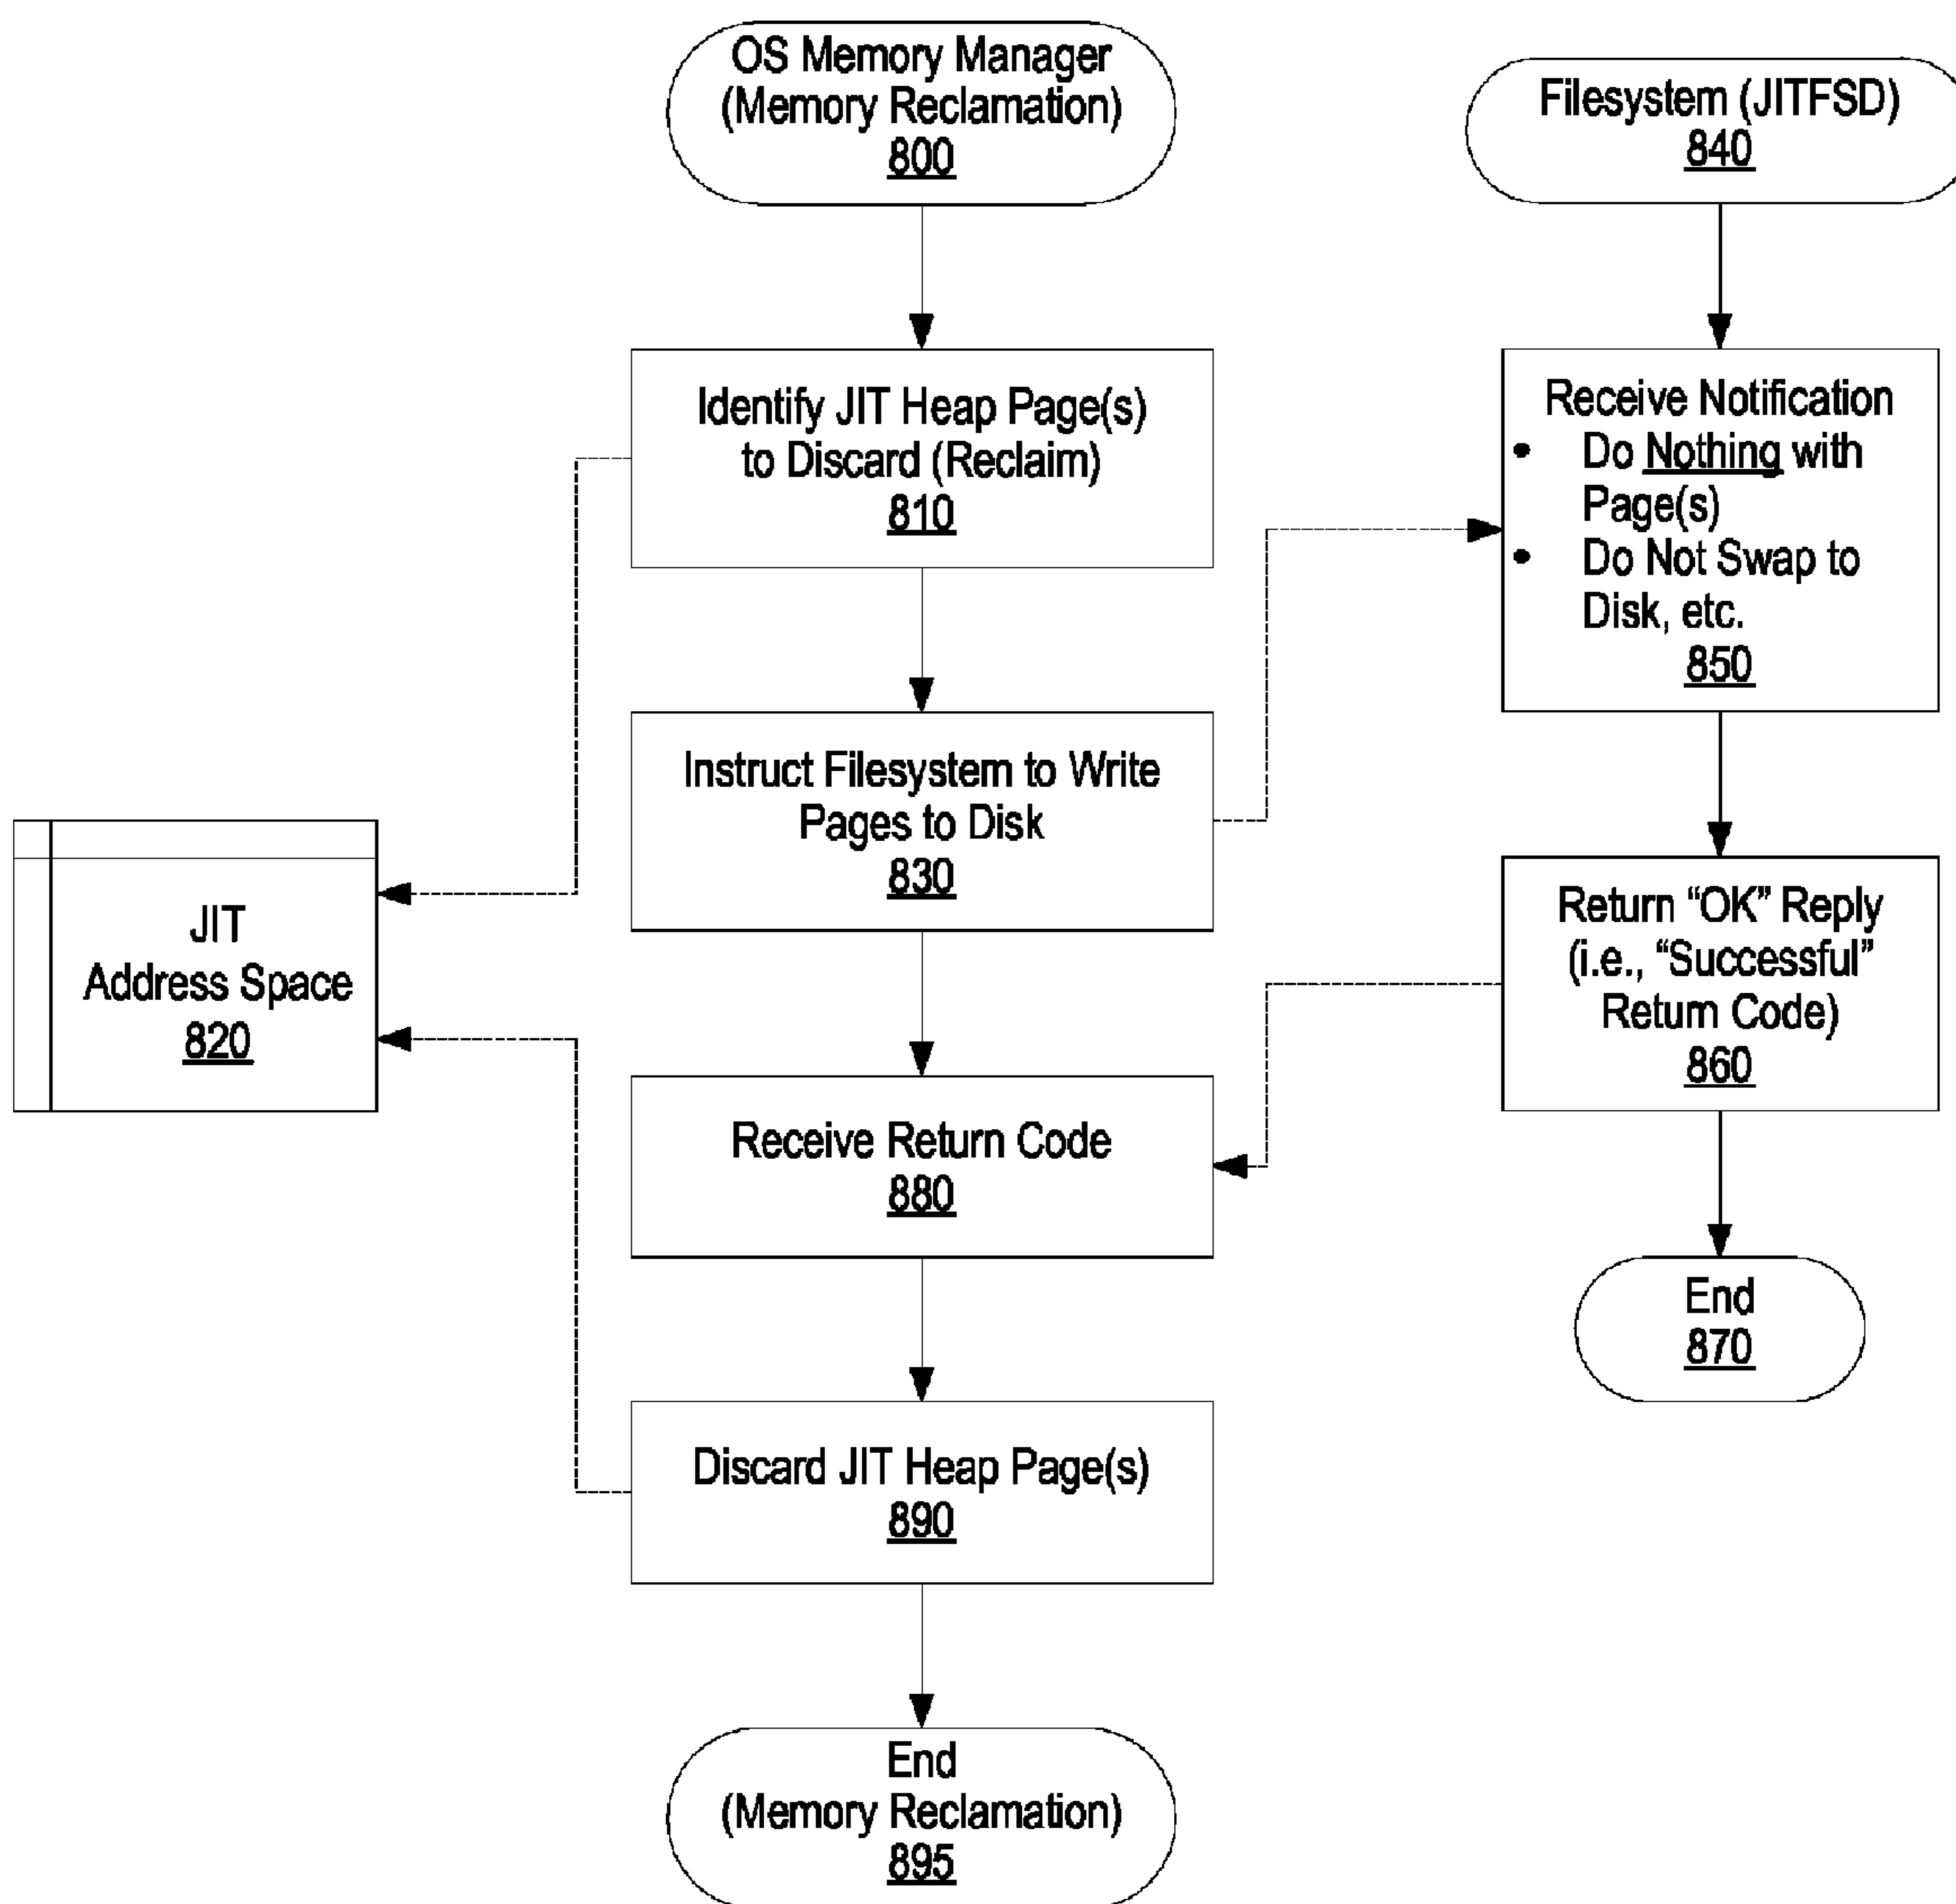 OS Memory Manager
(Memory Reclamation)
800
Filesystem (JITFSD)
840
Identify JIT Heap Page(s)
to Discard (Reclaim)
810
Receive Notification
• Do Nothing with
Page(s)
• Do Not Swap to
Disk, etc.
850
Instruct Filesystem to Write
Pages to Disk
830
JIT
Address Space
820
Return “OK” Reply
(i.e., “Successful”
Return Code)
860
Receive Return Code
880
End
870
Discard JIT Heap Page(s)
890
End
(Memory Reclamation)
895